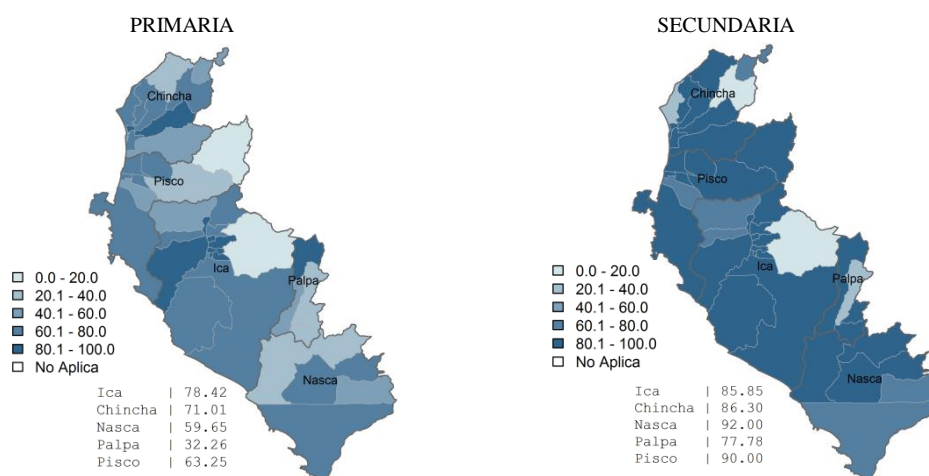 PRIMARIA
Chincha
Pisco
Ica
Palpa
Nasca
0.0 - 20.0
20.1 - 40.0
40.1 - 60.0
60.1 - 80.0
80.1 - 100.0
No Aplica
Ica | 78.42
Chincha | 71.01
Nasca | 59.65
Palpa | 32.26
Pisco | 63.25
SECUNDARIA
Chincha
Pisco
Ica
Palpa
Nasca
0.0 - 20.0
20.1 - 40.0
40.1 - 60.0
60.1 - 80.0
80.1 - 100.0
No Aplica
Ica | 85.85
Chincha | 86.30
Nasca | 92.00
Palpa | 77.78
Pisco | 90.00